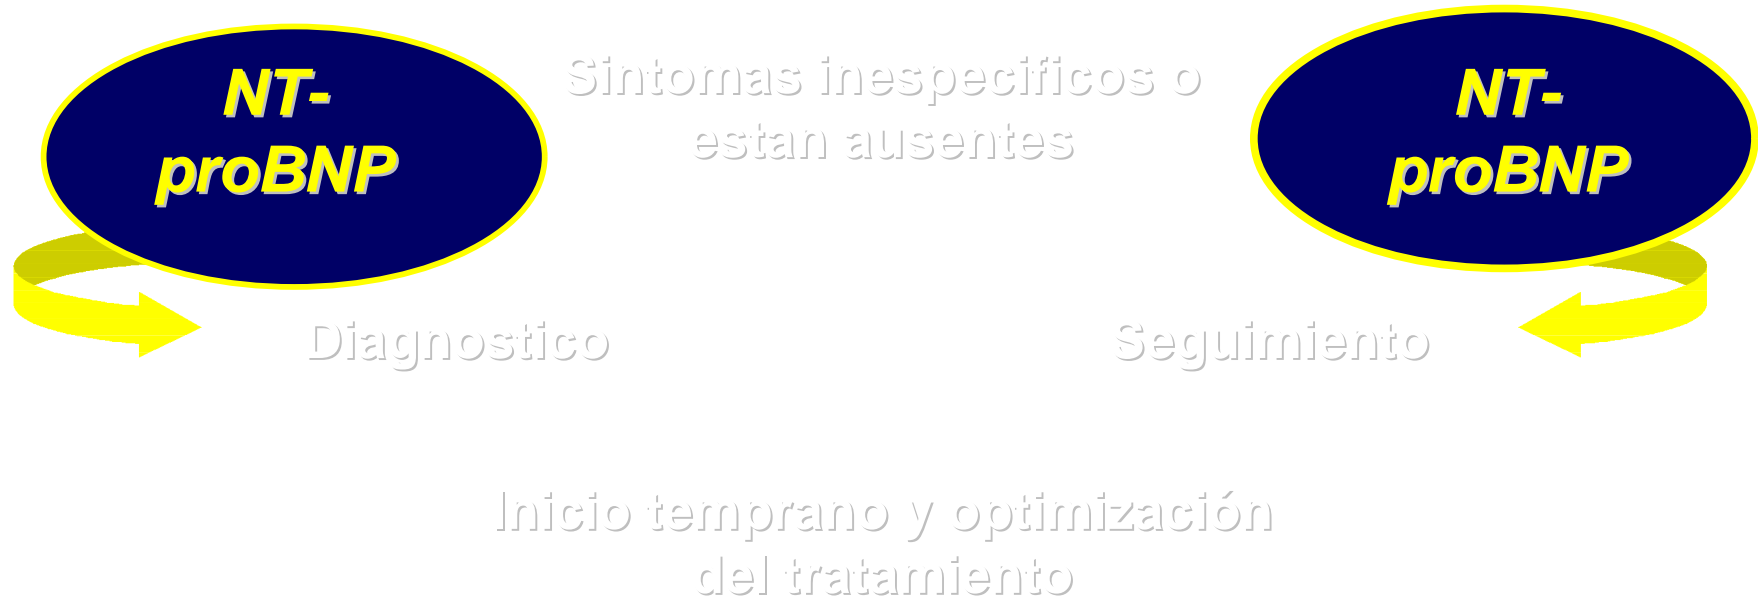 NT-
proBNP
Sintomas inespecificos o
estan ausentes
NT-
proBNP
Diagnostico
Seguimiento
Inicio temprano y optimización
del tratamiento